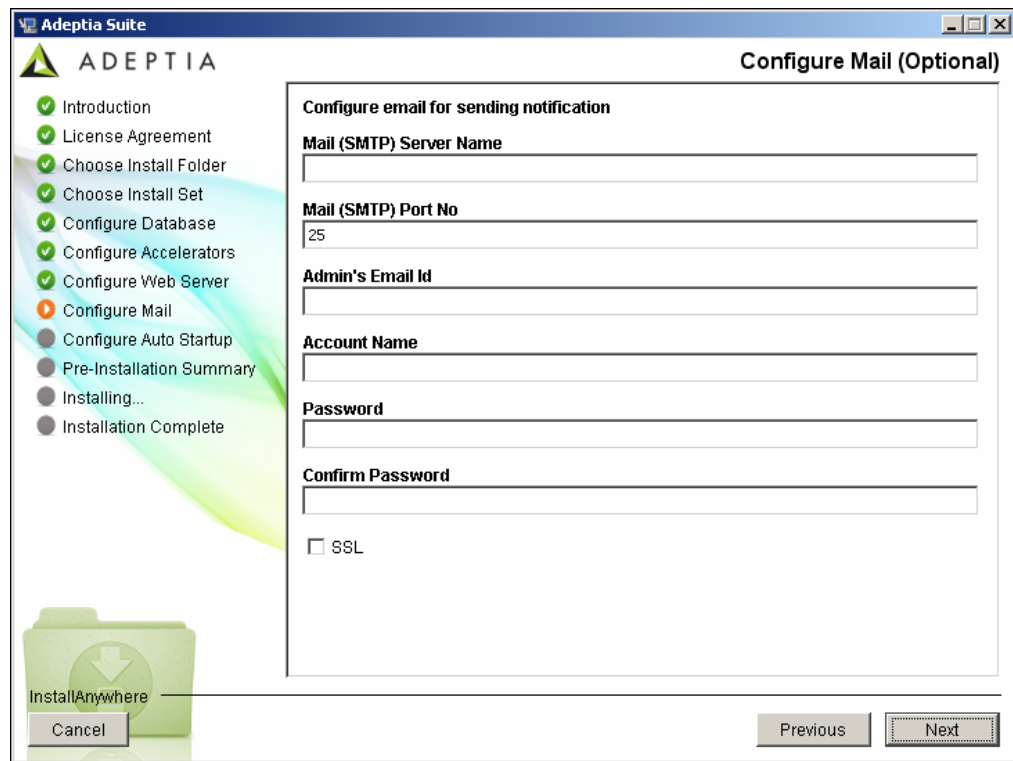 Adeptia Suite
ADEPTIA
Configure Mail (Optional)
Introduction
License Agreement
Choose Install Folder
Choose Install Set
Configure Database
Configure Accelerators
Configure Web Server
Configure Mail
Configure Auto Startup
Pre-Installation Summary
Installing...
Installation Complete
Configure email for sending notification
Mail (SMTP) Server Name
Mail (SMTP) Port No
25
Admin's Email Id
Account Name
Password
Confirm Password
SSL
InstallAnywhere
Cancel
Previous
Next